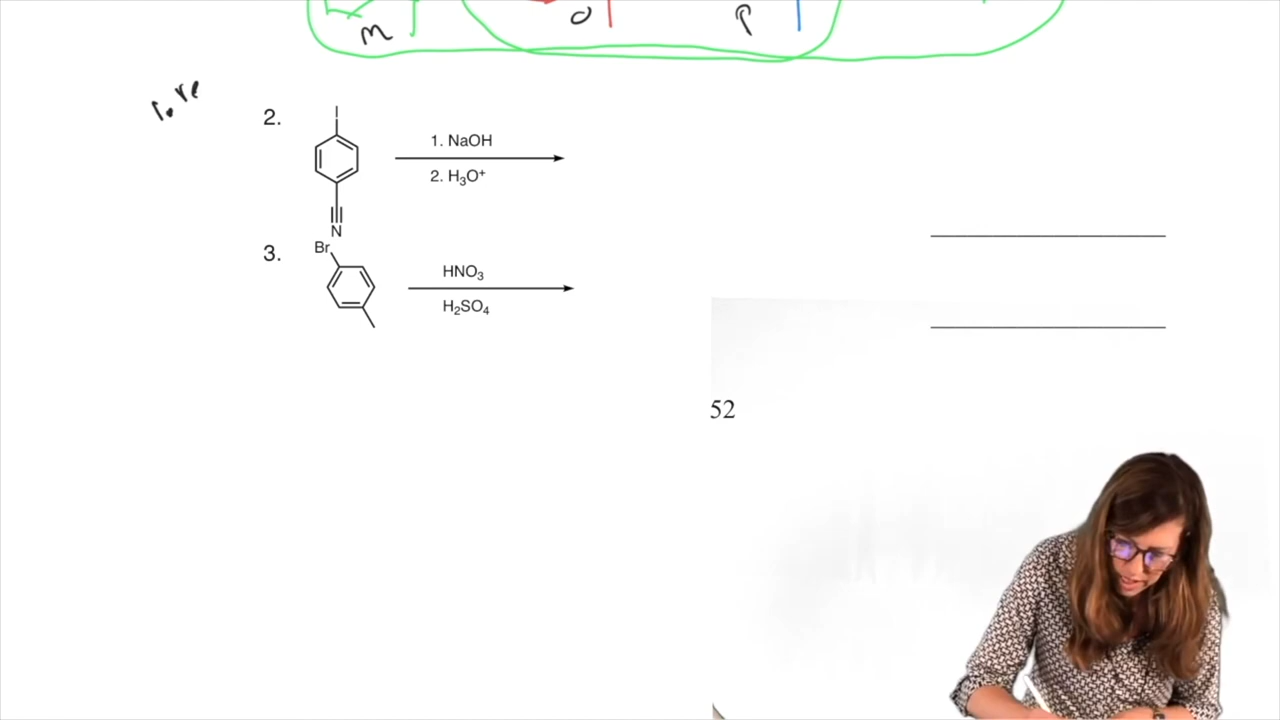 m
o
p
2.
I
1. NaOH
2. H₃O⁺
N
3.
Br
HNO₃
H₂SO₄
52